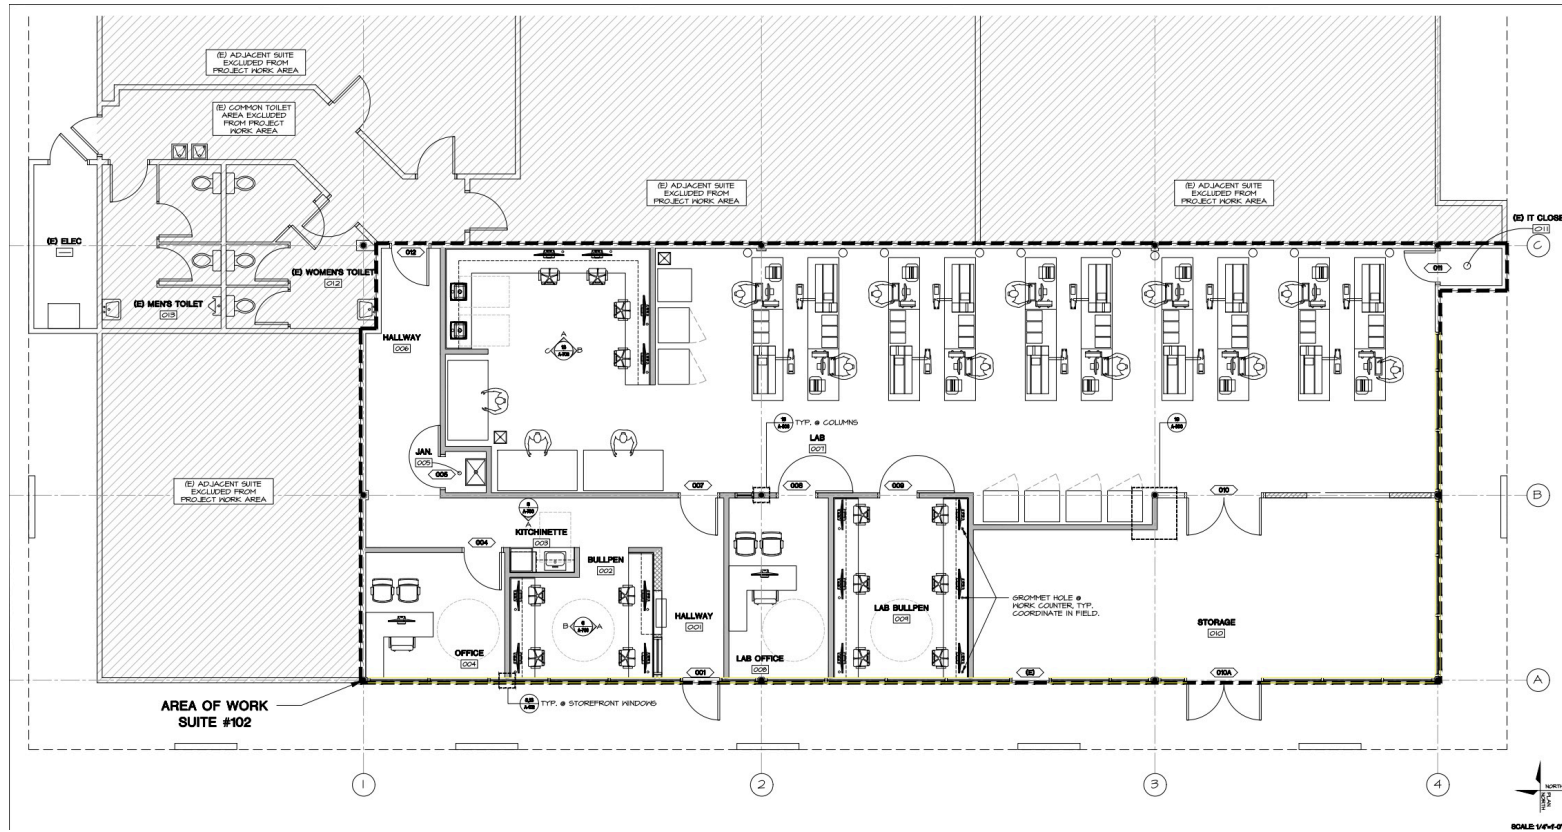 (E) ADJACENT SUITE
EXCLUDED FROM
PROJECT WORK AREA
(E) COMMON TOILET
AREA EXCLUDED
FROM PROJECT
WORK AREA
(E) ADJACENT SUITE
EXCLUDED FROM
PROJECT WORK AREA
(E) ADJACENT SUITE
EXCLUDED FROM
PROJECT WORK AREA
(E) IT CLOSE
011
(E) ELEC
C
012
011
(E) WOMEN'S TOILET
012
(E) MEN'S TOILET
013
HALLWAY
006
A
C
B
TYP. @ COLUMNS
LAB
007
JAN.
005
005
(E) ADJACENT SUITE
EXCLUDED FROM
PROJECT WORK AREA
007
008
009
010
B
A
KITCHINETTE
003
004
BULLPEN
002
B
A
HALLWAY
001
GROMMET HOLE @
WORK COUNTER, TYP.
COORDINATE IN FIELD.
LAB BULLPEN
009
STORAGE
010
OFFICE
004
LAB OFFICE
008
001
(E)
010A
A
AREA OF WORK
SUITE #102
TYP. @ STOREFRONT WINDOWS
1
2
3
4
NORTH
PLAN
NORTH
SCALE: 1/4"=1'-0"